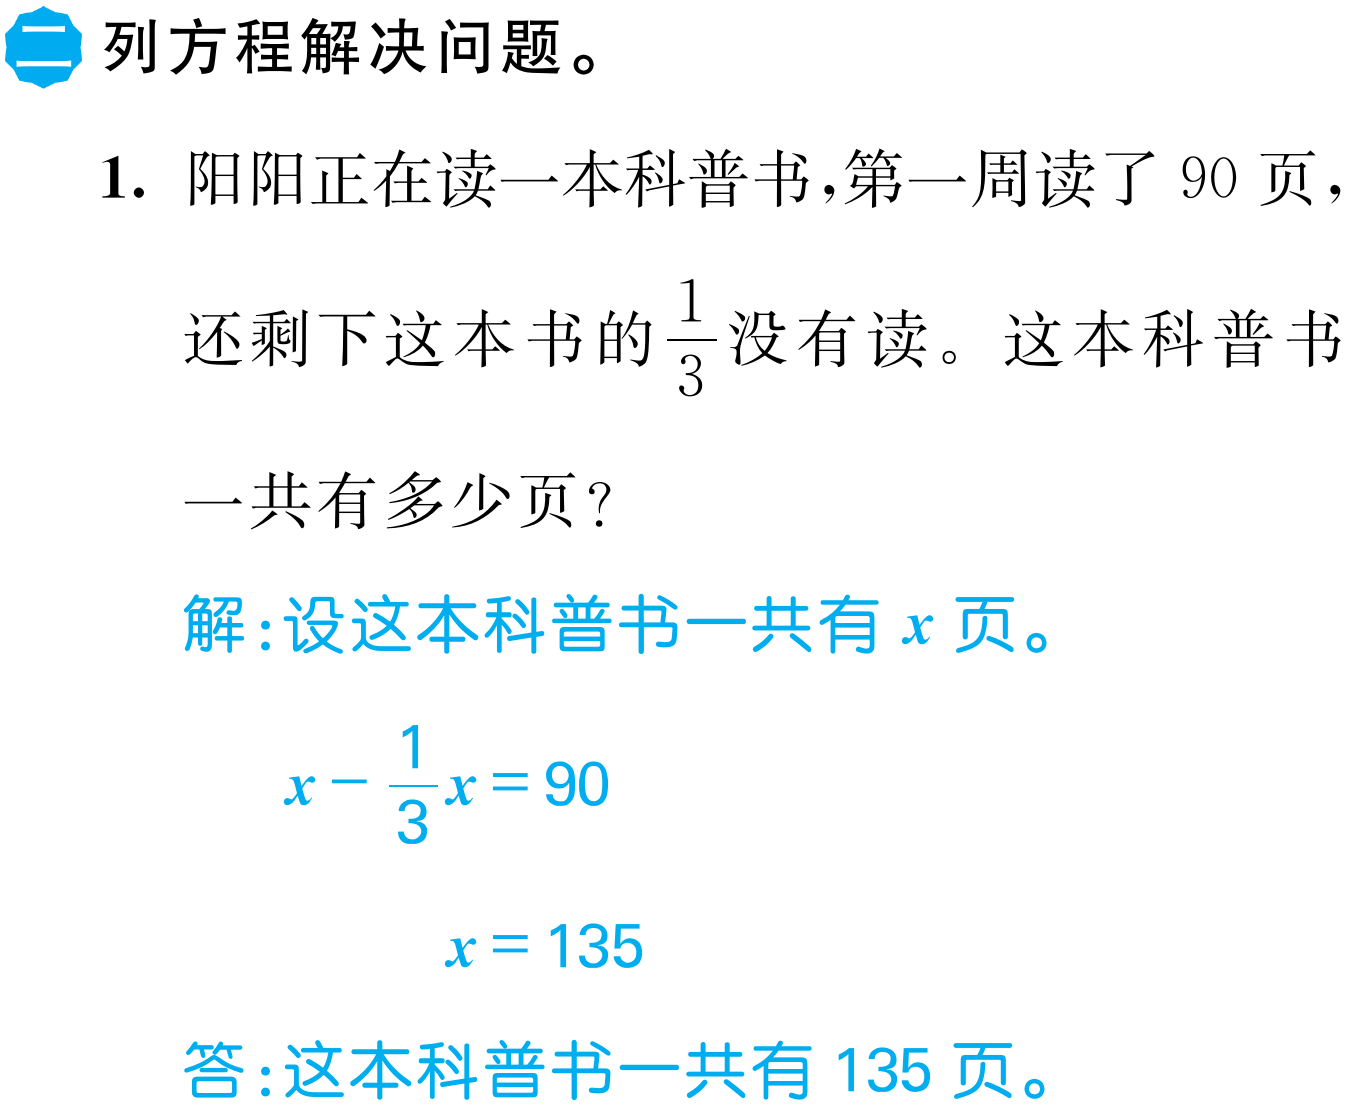 二 列方程解决问题。
1. 阳阳正在读一本科普书,第一周读了 90 页,
还剩下这本书的\frac{1}{3}没有读。这本科普书
一共有多少页?
解:设这本科普书一共有 x 页。
x - \frac{1}{3}x = 90
x = 135
答:这本科普书一共有 135 页。